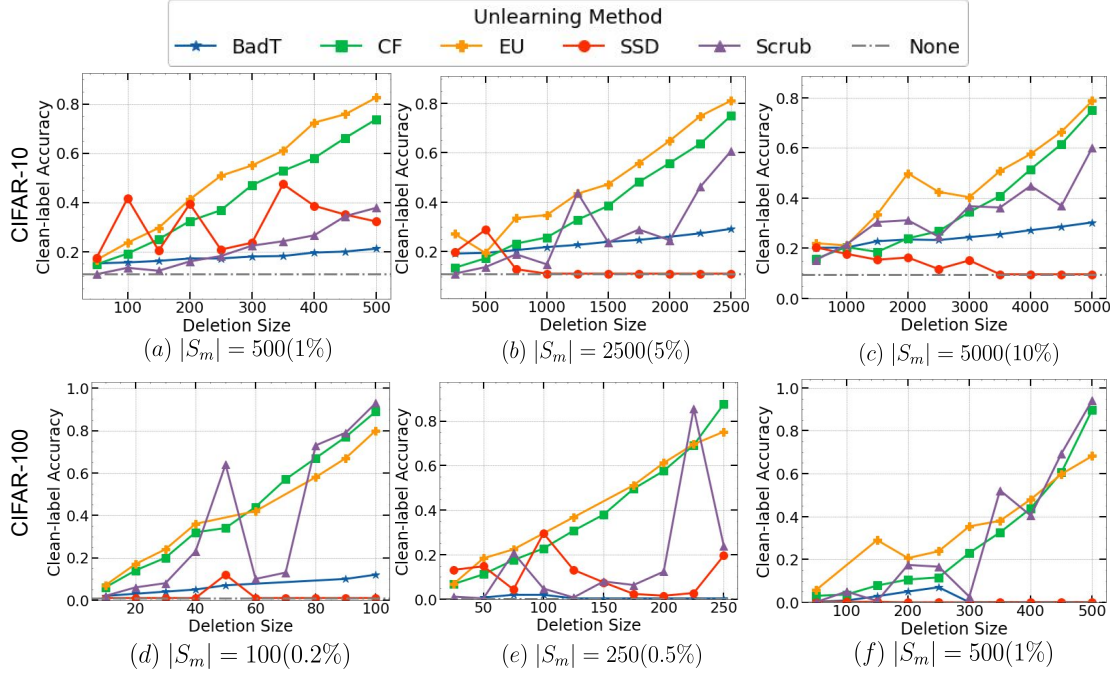 Unlearning Method
BadT CF EU SSD Scrub None
CIFAR-10
Clean-label Accuracy
0.8
0.6
0.4
0.2
100 200 300 400 500
Deletion Size
(a) |S_m| = 500(1%)
Clean-label Accuracy
0.8
0.6
0.4
0.2
500 1000 1500 2000 2500
Deletion Size
(b) |S_m| = 2500(5%)
Clean-label Accuracy
0.8
0.6
0.4
0.2
0.0
1000 2000 3000 4000 5000
Deletion Size
(c) |S_m| = 5000(10%)
CIFAR-100
Clean-label Accuracy
1.0
0.8
0.6
0.4
0.2
0.0
20 40 60 80 100
Deletion Size
(d) |S_m| = 100(0.2%)
Clean-label Accuracy
0.8
0.6
0.4
0.2
0.0
50 100 150 200 250
Deletion Size
(e) |S_m| = 250(0.5%)
Clean-label Accuracy
1.0
0.8
0.6
0.4
0.2
0.0
100 200 300 400 500
Deletion Size
(f) |S_m| = 500(1%)